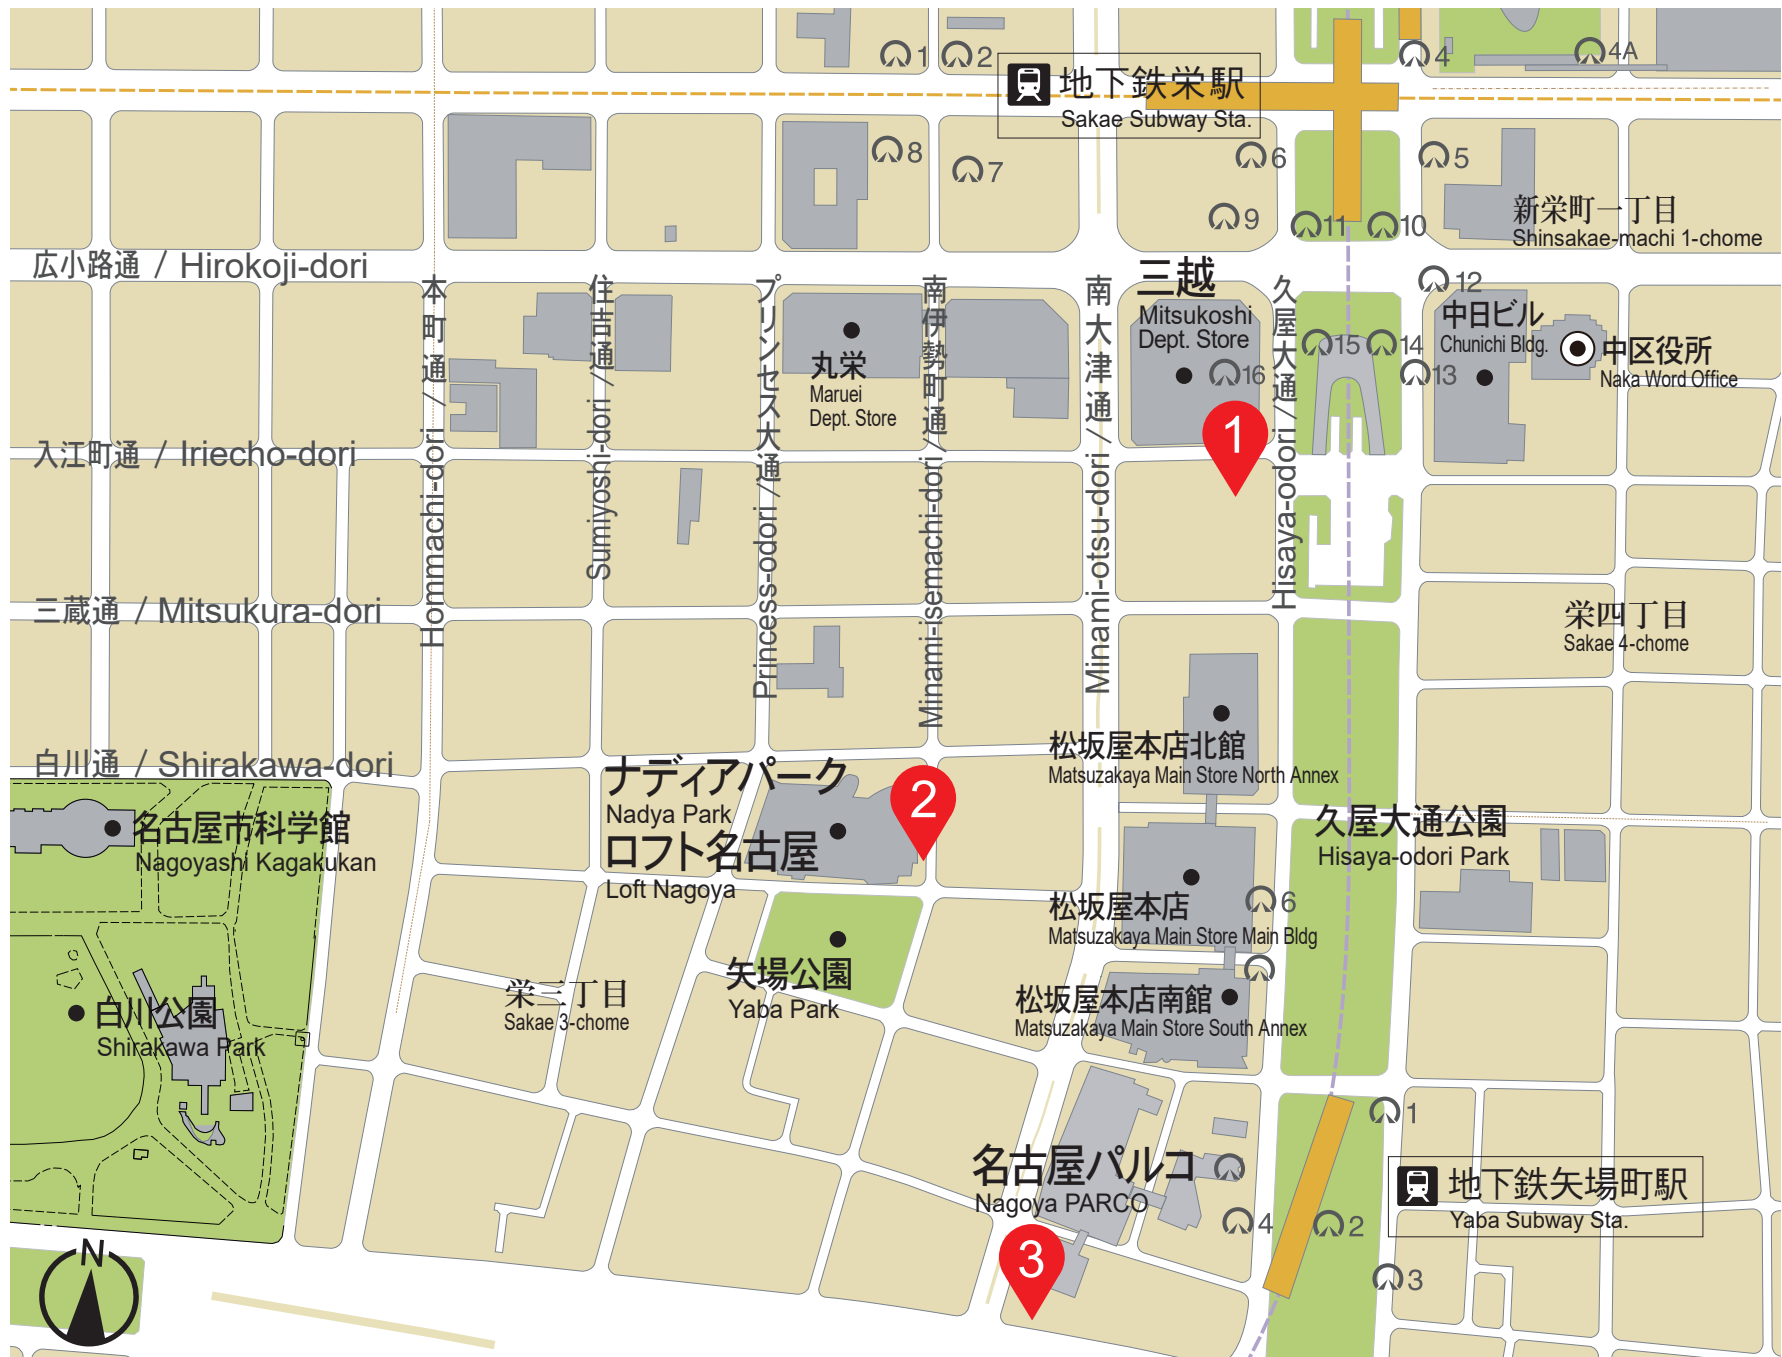 1
2
4
4A
地下鉄栄駅
Sakae Subway Sta.
8
7
6
5
9
11
10
新栄町一丁目
Shinsakae-machi 1-chome
広小路通 / Hirokoji-dori
本町通 / Hommachi-dori
住吉通 / Sumiyoshi-dori
プリンセス大通 / Princess-odori
南伊勢町通 / Minami-isemachi-dori
南大津通 / Minami-otsu-dori
久屋大通 / Hisaya-odori
三越
Mitsukoshi
Dept. Store
16
12
15
14
13
中日ビル
Chunichi Bldg.
中区役所
Naka Word Office
丸栄
Maruei
Dept. Store
1
入江町通 / Iriecho-dori
三蔵通 / Mitsukura-dori
栄四丁目
Sakae 4-chome
白川通 / Shirakawa-dori
松坂屋本店北館
Matsuzakaya Main Store North Annex
ナディアパーク
Nadya Park
ロフト名古屋
Loft Nagoya
2
名古屋市科学館
Nagoyashi Kagakukan
久屋大通公園
Hisaya-odori Park
松坂屋本店
Matsuzakaya Main Store Main Bldg
6
矢場公園
Yaba Park
栄三丁目
Sakae 3-chome
松坂屋本店南館
Matsuzakaya Main Store South Annex
白川公園
Shirakawa Park
1
名古屋パルコ
Nagoya PARCO
地下鉄矢場町駅
Yaba Subway Sta.
4
2
3
3
N